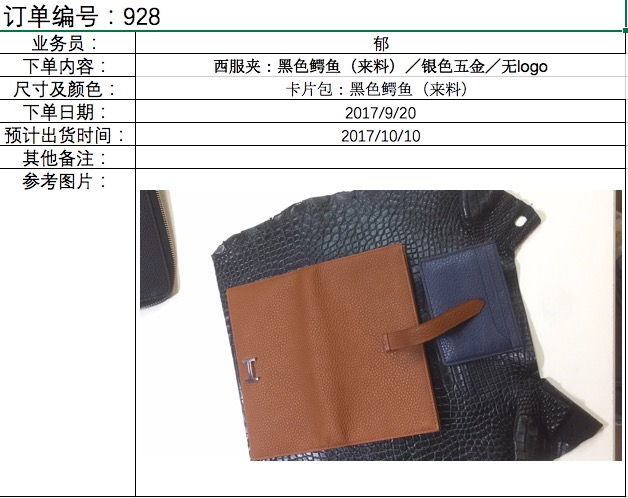 订单编号：928
业务员： 郁
下单内容： 西服夹：黑色鳄鱼（来料）／银色五金／无logo
尺寸及颜色： 卡片包：黑色鳄鱼（来料）
下单日期： 2017/9/20
预计出货时间： 2017/10/10
其他备注：
参考图片：